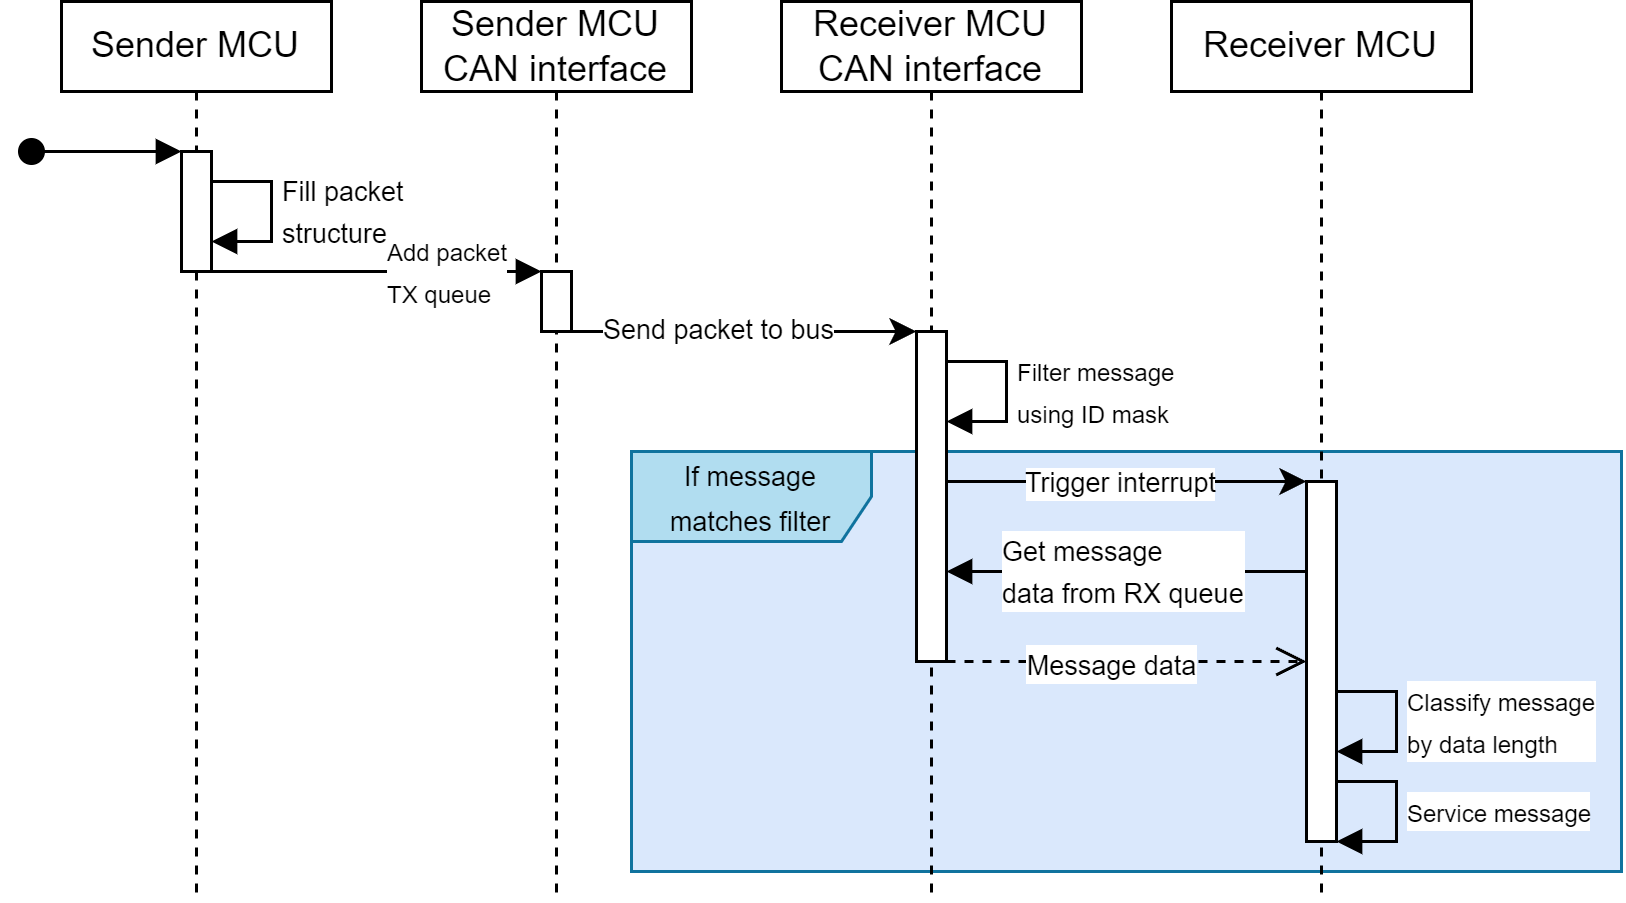 Sender MCU
Sender MCU
CAN interface
Receiver MCU
CAN interface
Receiver MCU
Fill packet
structure
Add packet
TX queue
Send packet to bus
Filter message
using ID mask
If message
matches filter
Trigger interrupt
Get message
data from RX queue
Message data
Classify message
by data length
Service message